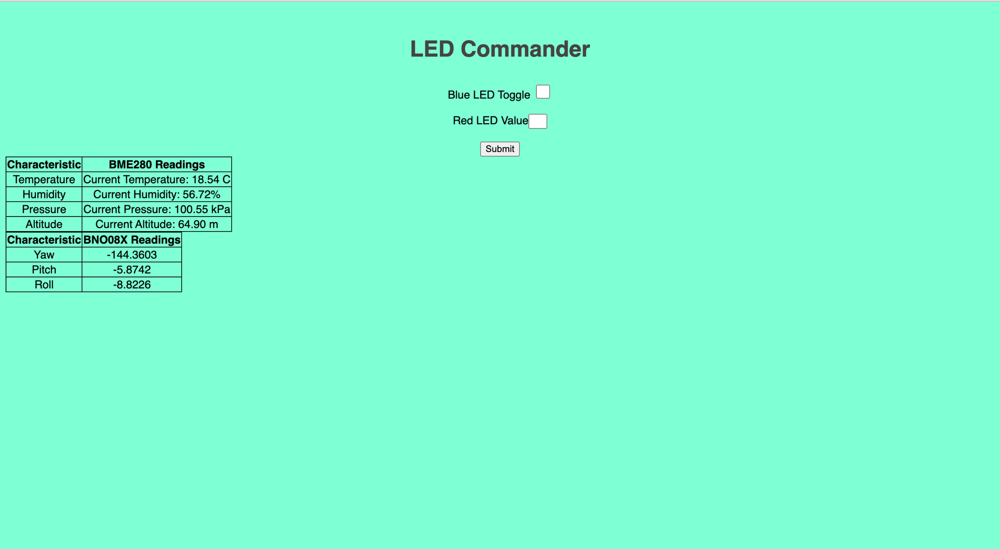 LED Commander
Blue LED Toggle
Red LED Value
Submit
Characteristic BME280 Readings
Temperature Current Temperature: 18.54 C
Humidity Current Humidity: 56.72%
Pressure Current Pressure: 100.55 kPa
Altitude Current Altitude: 64.90 m
Characteristic BNO08X Readings
Yaw -144.3603
Pitch -5.8742
Roll -8.8226